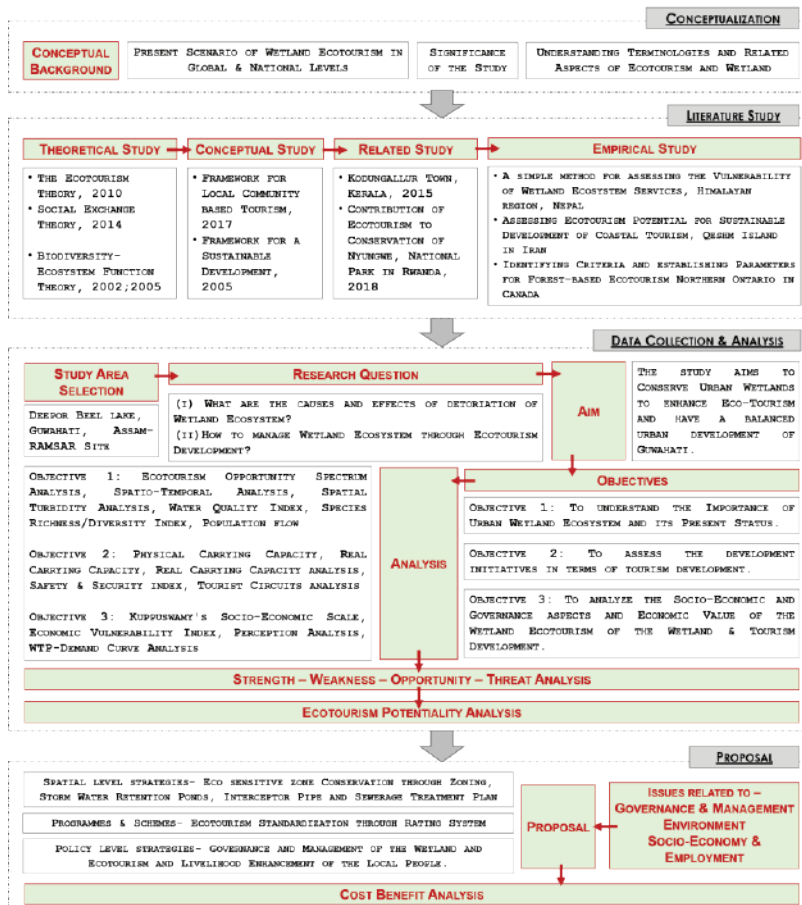 CONCEPTUALIZATION
CONCEPTUAL
BACKGROUND
PRESENT SCENARIO OF WETLAND ECOTOURISM IN
GLOBAL & NATIONAL LEVELS
SIGNIFICANCE
OF THE STUDY
UNDERSTANDING TERMINOLOGIES AND RELATED
ASPECTS OF ECOTOURISM AND WETLAND
LITERATURE STUDY
THEORETICAL STUDY
CONCEPTUAL STUDY
RELATED STUDY
EMPIRICAL STUDY
• THE ECOTOURISM
THEORY, 2010
• SOCIAL EXCHANGE
THEORY, 2014
• BIODIVERSITY-
ECOSYSTEM FUNCTION
THEORY, 2002;2005
• FRAMEWORK FOR
LOCAL COMMUNITY
BASED TOURISM,
2017
• FRAMEWORK FOR A
SUSTAINABLE
DEVELOPMENT,
2005
• KODUNGALLUR TOWN,
KERALA, 2015
• CONTRIBUTION OF
ECOTOURISM TO
CONSERVATION OF
NYUNGWE, NATIONAL
PARK IN RWANDA,
2018
• A SIMPLE METHOD FOR ASSESSING THE VULNERABILITY
OF WETLAND ECOSYSTEM SERVICES, HIMALAYAN
REGION, NEPAL
• ASSESSING ECOTOURISM POTENTIAL FOR SUSTAINABLE
DEVELOPMENT OF COASTAL TOURISM, QESHM ISLAND
IN IRAN
• IDENTIFYING CRITERIA AND ESTABLISHING PARAMETERS
FOR FOREST-BASED ECOTOURISM NORTHERN ONTARIO IN
CANADA
DATA COLLECTION & ANALYSIS
STUDY AREA
SELECTION
RESEARCH QUESTION
AIM
THE STUDY AIMS TO
CONSERVE URBAN WETLANDS
TO ENHANCE ECO-TOURISM
AND HAVE A BALANCED
URBAN DEVELOPMENT OF
GUWAHATI.
DEEPOR BEEL LAKE,
GUWAHATI, ASSAM-
RAMSAR SITE
(I) WHAT ARE THE CAUSES AND EFFECTS OF DETORIATION OF
WETLAND ECOSYSTEM?
(II)HOW TO MANAGE WETLAND ECOSYSTEM THROUGH ECOTOURISM
DEVELOPMENT?
OBJECTIVE 1: ECOTOURISM OPPORTUNITY SPECTRUM
ANALYSIS, SPATIO-TEMPORAL ANALYSIS, SPATIAL
TURBIDITY ANALYSIS, WATER QUALITY INDEX, SPECIES
RICHNESS/DIVERSITY INDEX, POPULATION FLOW
OBJECTIVE 2: PHYSICAL CARRYING CAPACITY, REAL
CARRYING CAPACITY, REAL CARRYING CAPACITY ANALYSIS,
SAFETY & SECURITY INDEX, TOURIST CIRCUITS ANALYSIS
OBJECTIVE 3: KUPPUSWAMY'S SOCIO-ECONOMIC SCALE,
ECONOMIC VULNERABILITY INDEX, PERCEPTION ANALYSIS,
WTP-DEMAND CURVE ANALYSIS
ANALYSIS
OBJECTIVES
OBJECTIVE 1: TO UNDERSTAND THE IMPORTANCE OF
URBAN WETLAND ECOSYSTEM AND ITS PRESENT STATUS.
OBJECTIVE 2: TO ASSESS THE DEVELOPMENT
INITIATIVES IN TERMS OF TOURISM DEVELOPMENT.
OBJECTIVE 3: TO ANALYZE THE SOCIO-ECONOMIC AND
GOVERNANCE ASPECTS AND ECONOMIC VALUE OF THE
WETLAND ECOTOURISM OF THE WETLAND & TOURISM
DEVELOPMENT.
STRENGTH – WEAKNESS – OPPORTUNITY – THREAT ANALYSIS
ECOTOURISM POTENTIALITY ANALYSIS
PROPOSAL
SPATIAL LEVEL STRATEGIES- ECO SENSITIVE ZONE CONSERVATION THROUGH ZONING,
STORM WATER RETENTION PONDS, INTERCEPTOR PIPE AND SEWERAGE TREATMENT PLAN
PROGRAMMES & SCHEMES- ECOTOURISM STANDARDIZATION THROUGH RATING SYSTEM
POLICY LEVEL STRATEGIES- GOVERNANCE AND MANAGEMENT OF THE WETLAND AND
ECOTOURISM AND LIVELIHOOD ENHANCEMENT OF THE LOCAL PEOPLE.
PROPOSAL
ISSUES RELATED TO –
GOVERNANCE & MANAGEMENT
ENVIRONMENT
SOCIO-ECONOMY &
EMPLOYMENT
COST BENEFIT ANALYSIS